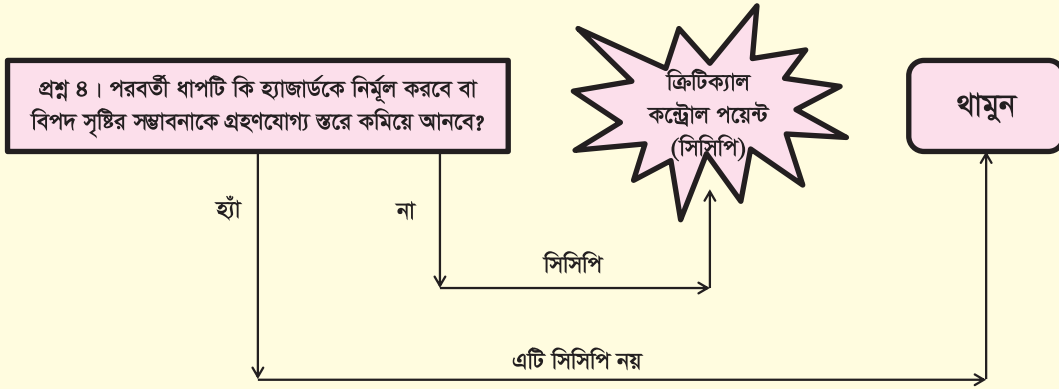 প্রশ্ন ৪। পরবর্তী ধাপটি কি হ্যাজার্ডকে নির্মূল করবে বা
বিপদ সৃষ্টির সম্ভাবনাকে গ্রহণযোগ্য স্তরে কমিয়ে আনবে?
ক্রিটিক্যাল
কন্ট্রোল পয়েন্ট
(সিসিপি)
থামুন
হ্যাঁ
না
সিসিপি
এটি সিসিপি নয়